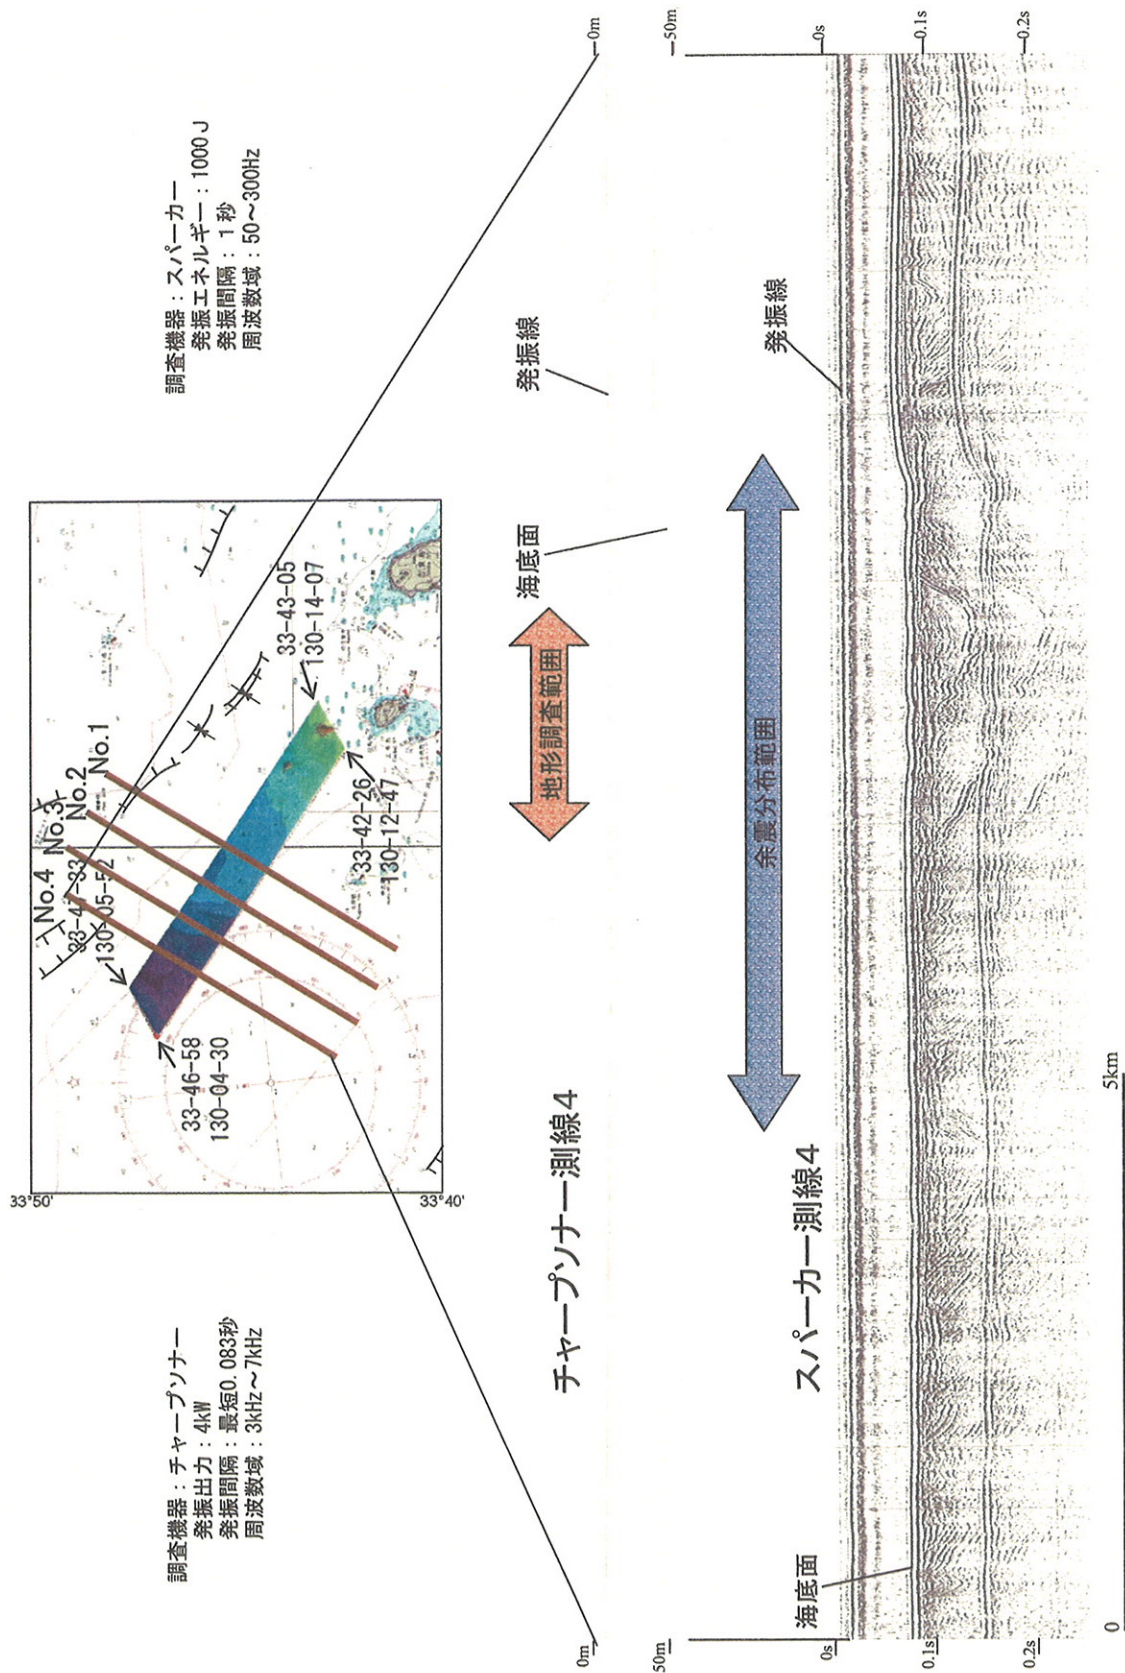 調査機器：チャープソナー
発振出力：4kW
発振間隔：最短0.083秒
周波数域：3kHz～7kHz
調査機器：スパーカー
発振エネルギー：1000J
発振間隔：1秒
周波数域：50～300Hz
33°50'
33°40'
No.4
No.3
No.2
No.1
130-05-52
33-46-58
130-04-30
33-43-05
130-14-07
33-42-26
130-12-47
チャープソナー測線4
地形調査範囲
海底面
発振線
0m
50m
0m
50m
スパーカー測線4
余震分布範囲
発振線
海底面
0s
0.1s
0.2s
0s
0.1s
0.2s
0
5km